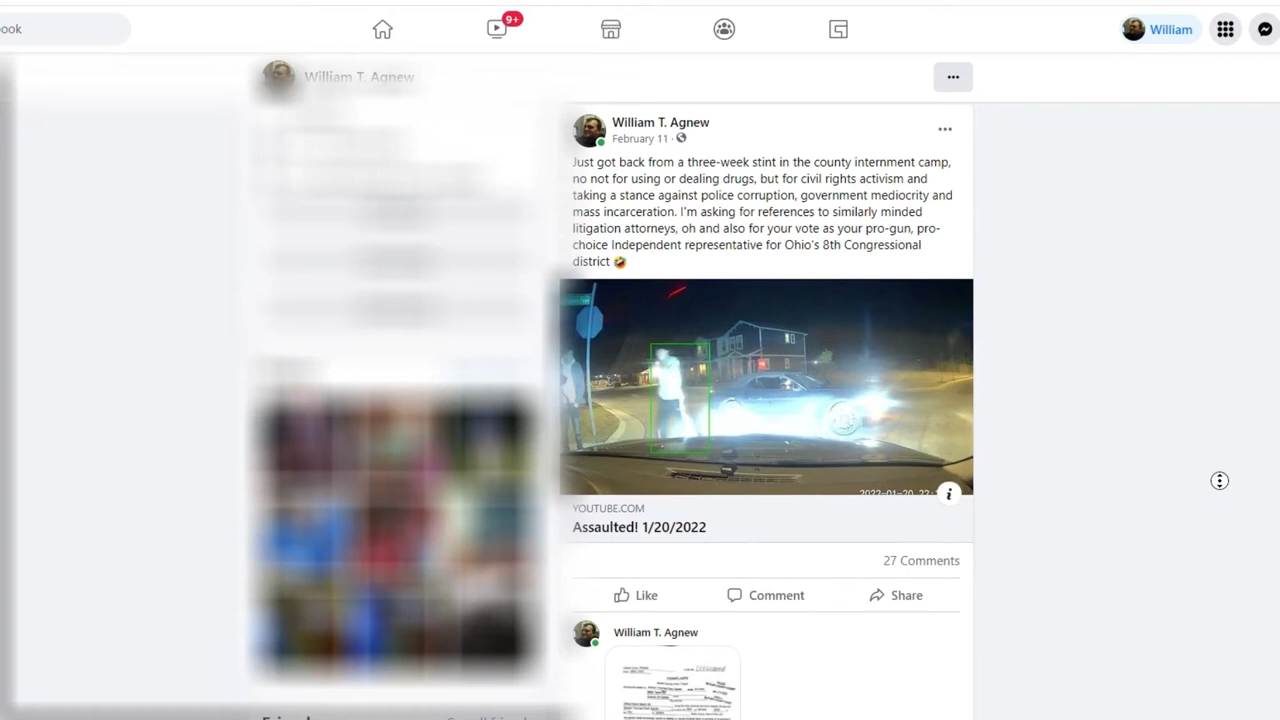 ook
9+
William
William T. Agnew
William T. Agnew
February 11 ·
Just got back from a three-week stint in the county internment camp,
no not for using or dealing drugs, but for civil rights activism and
taking a stance against police corruption, government mediocrity and
mass incarceration. I'm asking for references to similarly minded
litigation attorneys, oh and also for your vote as your pro-gun, pro-
choice Independent representative for Ohio's 8th Congressional
district 🤣
YOUTUBE.COM
Assaulted! 1/20/2022
27 Comments
Like
Comment
Share
William T. Agnew
COMPLAINT